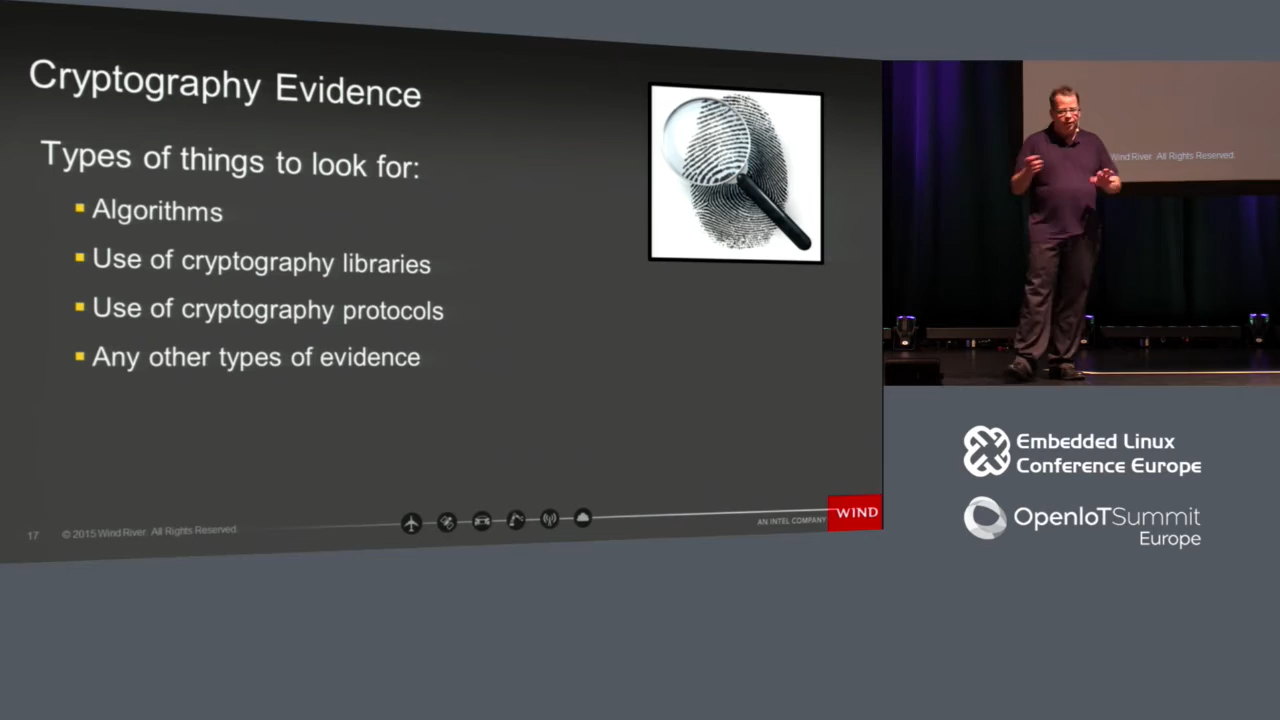 Cryptography Evidence
Types of things to look for:
Algorithms
Use of cryptography libraries
Use of cryptography protocols
Any other types of evidence
17 © 2015 Wind River All Rights Reserved.
AN INTEL COMPANY
WIND
Wind River All Rights Reserved.
Embedded Linux
Conference Europe
OpenIoTSummit
Europe